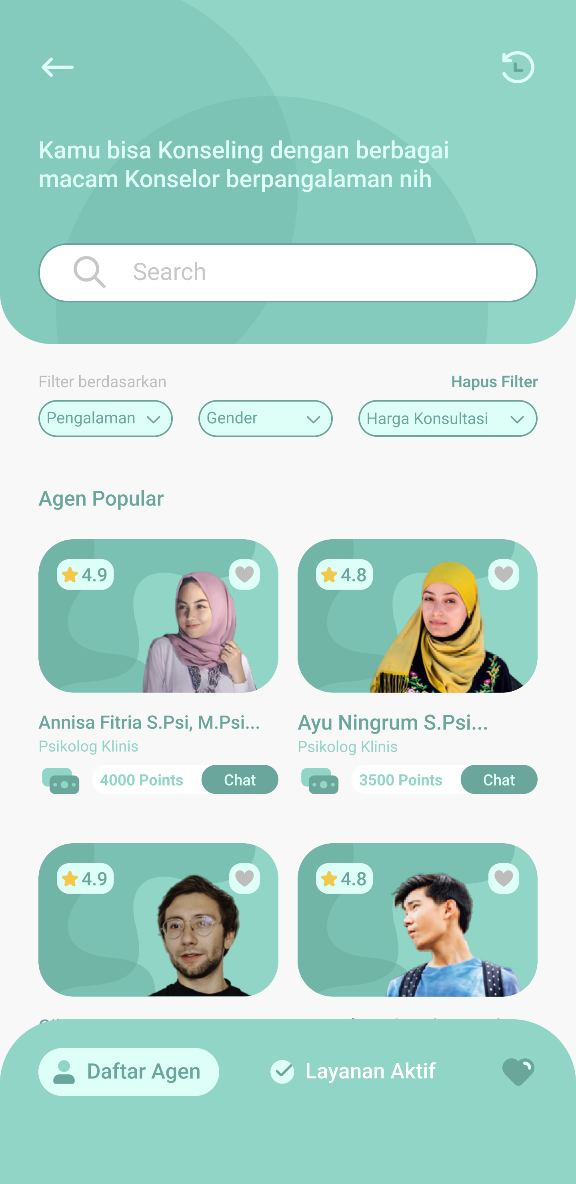 Kamu bisa Konseling dengan berbagai
macam Konselor berpangalaman nih
Search
Filter berdasarkan
Hapus Filter
Pengalaman
Gender
Harga Konsultasi
Agen Popular
4.9
4.8
Annisa Fitria S.Psi, M.Psi...
Ayu Ningrum S.Psi...
Psikolog Klinis
Psikolog Klinis
4000 Points
Chat
3500 Points
Chat
4.9
4.8
Daftar Agen
Layanan Aktif